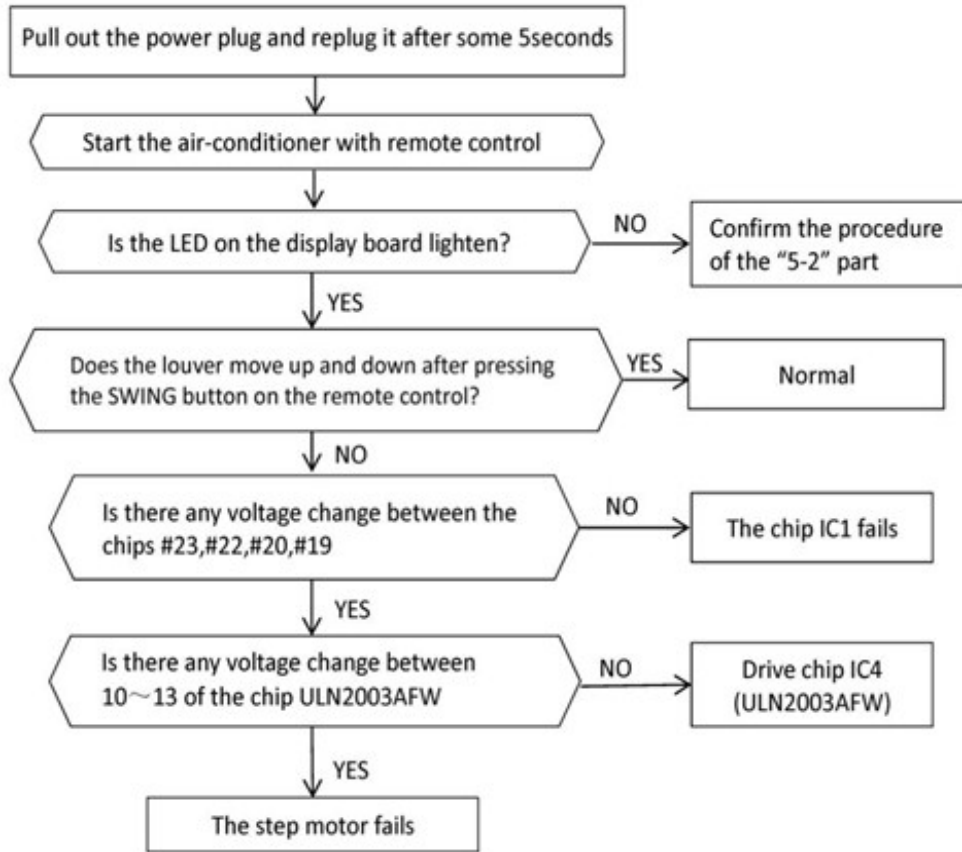 Pull out the power plug and replug it after some 5seconds
Start the air-conditioner with remote control
Is the LED on the display board lighten?
NO
Confirm the procedure
of the “5-2” part
YES
Does the louver move up and down after pressing
the SWING button on the remote control?
YES
Normal
NO
Is there any voltage change between the
chips #23,#22,#20,#19
NO
The chip IC1 fails
YES
Is there any voltage change between
10～13 of the chip ULN2003AFW
NO
Drive chip IC4
(ULN2003AFW)
YES
The step motor fails